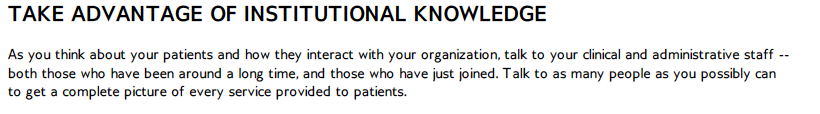 TAKE ADVANTAGE OF INSTITUTIONAL KNOWLEDGE
As you think about your patients and how they interact with your organization, talk to your clinical and administrative staff --
both those who have been around a long time, and those who have just joined. Talk to as many people as you possibly can
to get a complete picture of every service provided to patients.